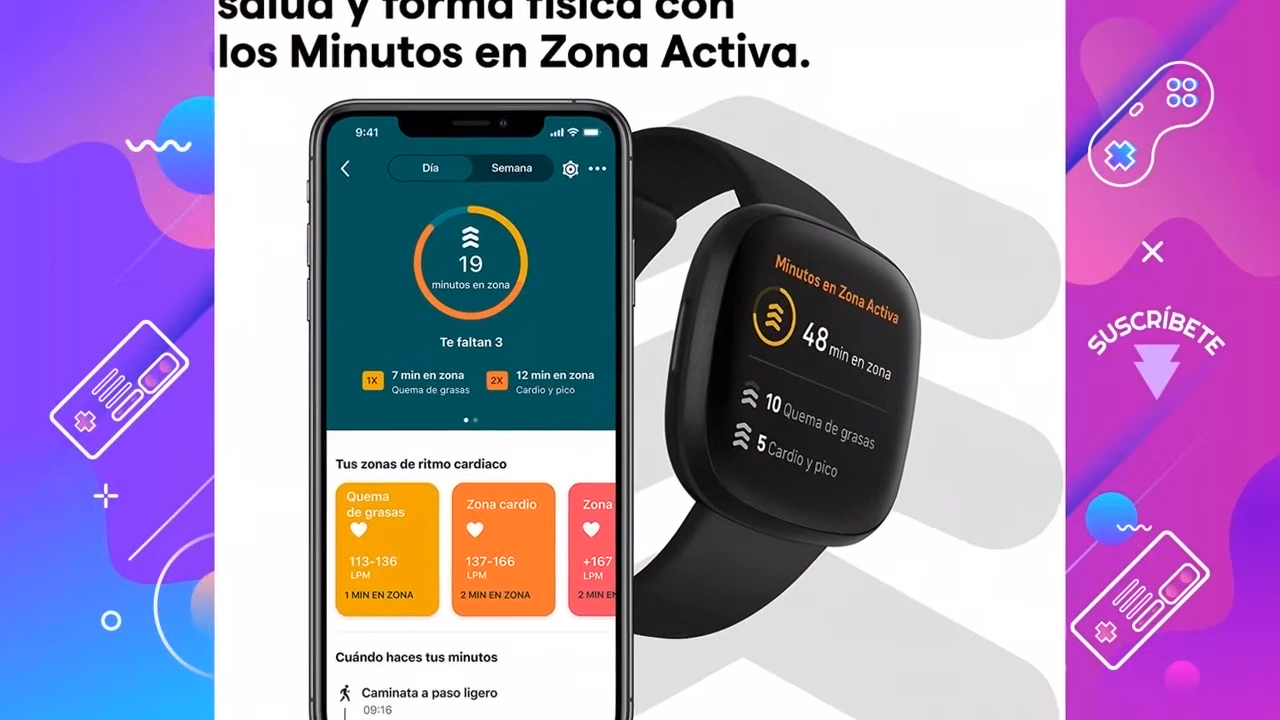 salud y forma física con
los Minutos en Zona Activa.
9:41
Día
Semana
19
minutos en zona
Te faltan 3
1X
7 min en zona
Quema de grasas
2X
12 min en zona
Cardio y pico
Tus zonas de ritmo cardiaco
Quema
de grasas
113-136
LPM
1 MIN EN ZONA
Zona cardio
137-166
LPM
2 MIN EN ZONA
Zona
+167
LPM
2 MIN EN
Cuándo haces tus minutos
Caminata a paso ligero
09:16
Minutos en Zona Activa
48 min en zona
10 Quema de grasas
5 Cardio y pico
SUSCRÍBETE